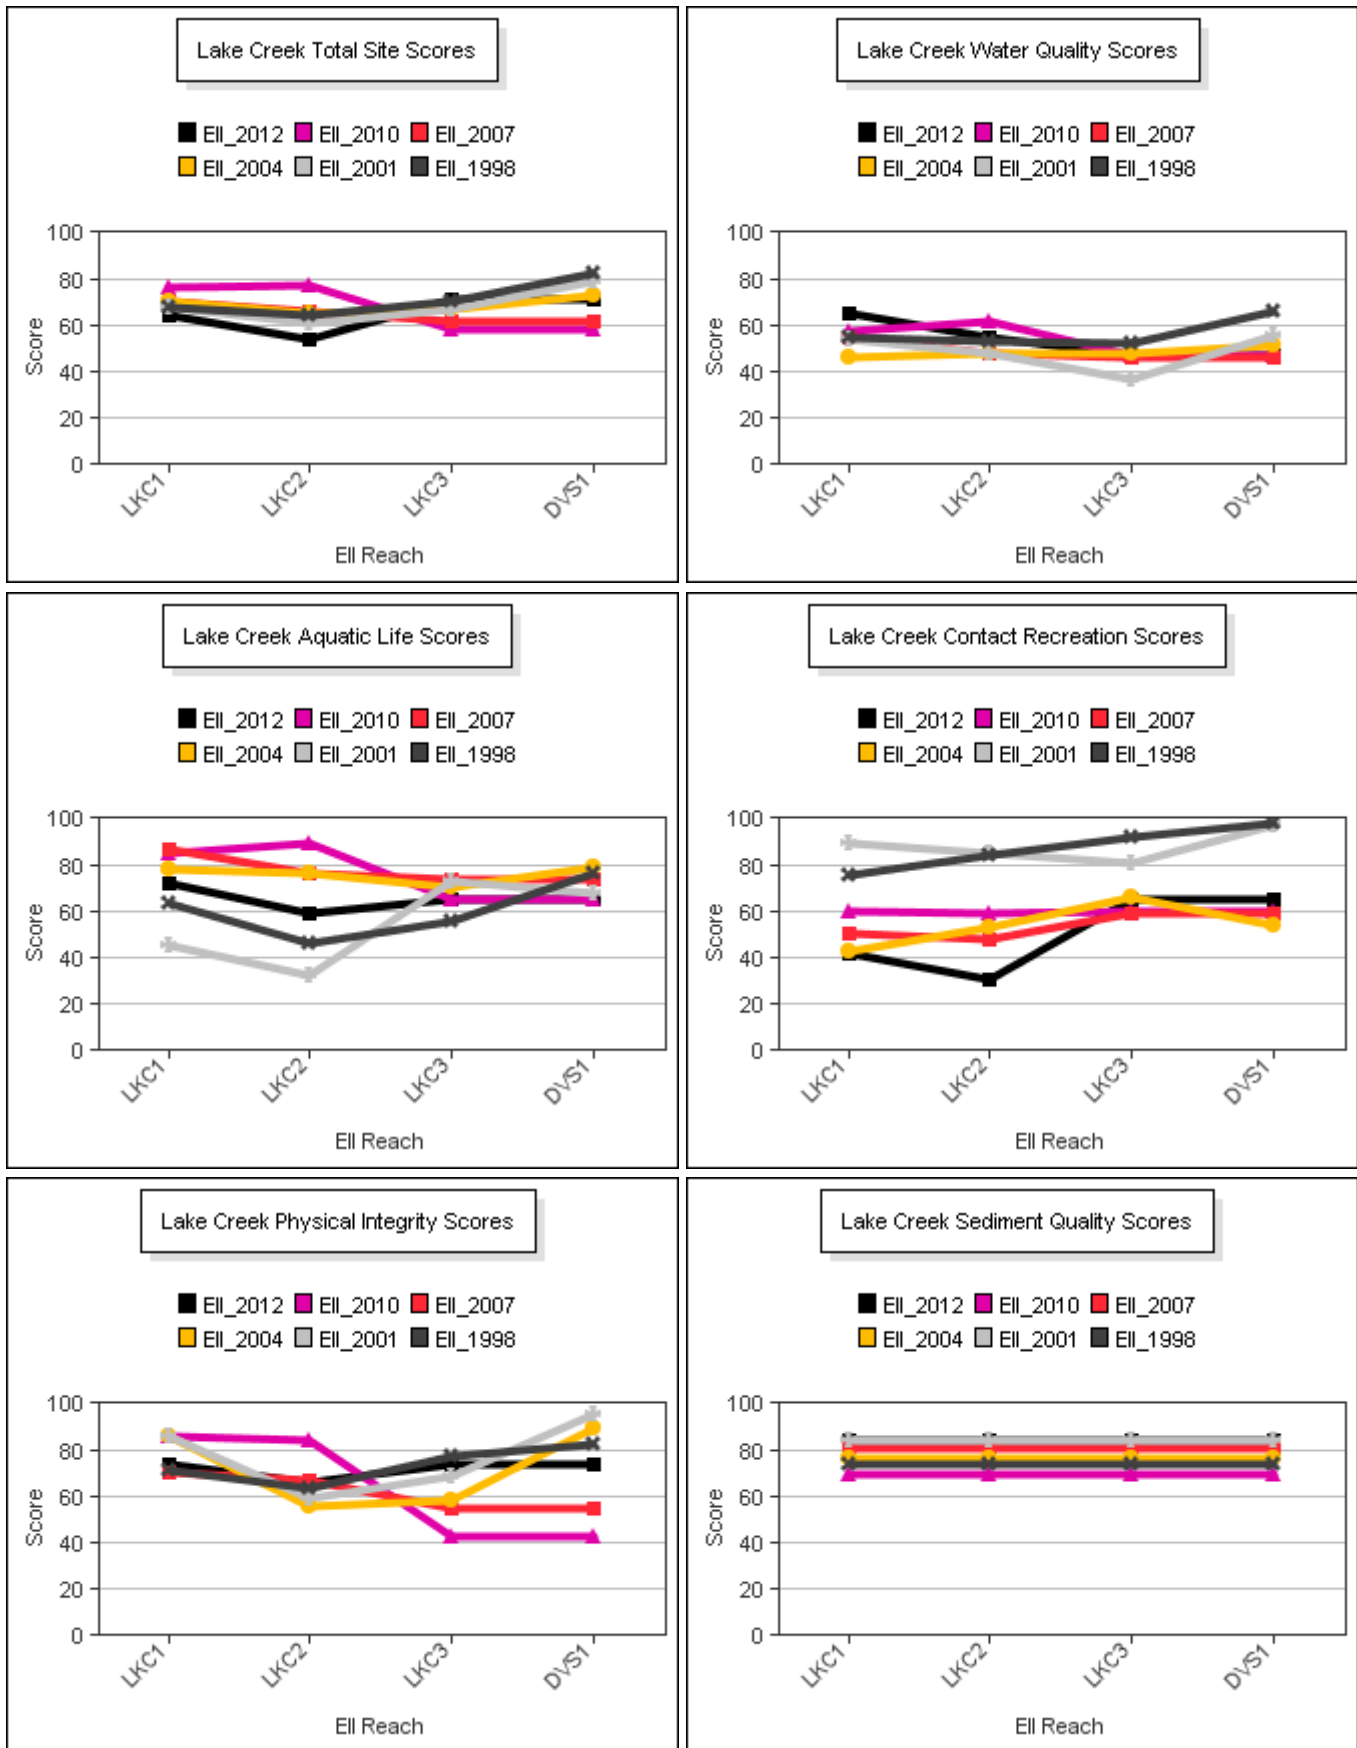 Lake Creek Total Site Scores
EII_2012 EII_2010 EII_2007
EII_2004 EII_2001 EII_1998
100
80
60
40
20
0
Score
LKC1 LKC2 LKC3 DVS1
EII Reach
Lake Creek Water Quality Scores
EII_2012 EII_2010 EII_2007
EII_2004 EII_2001 EII_1998
100
80
60
40
20
0
Score
LKC1 LKC2 LKC3 DVS1
EII Reach
Lake Creek Aquatic Life Scores
EII_2012 EII_2010 EII_2007
EII_2004 EII_2001 EII_1998
100
80
60
40
20
0
Score
LKC1 LKC2 LKC3 DVS1
EII Reach
Lake Creek Contact Recreation Scores
EII_2012 EII_2010 EII_2007
EII_2004 EII_2001 EII_1998
100
80
60
40
20
0
Score
LKC1 LKC2 LKC3 DVS1
EII Reach
Lake Creek Physical Integrity Scores
EII_2012 EII_2010 EII_2007
EII_2004 EII_2001 EII_1998
100
80
60
40
20
0
Score
LKC1 LKC2 LKC3 DVS1
EII Reach
Lake Creek Sediment Quality Scores
EII_2012 EII_2010 EII_2007
EII_2004 EII_2001 EII_1998
100
80
60
40
20
0
Score
LKC1 LKC2 LKC3 DVS1
EII Reach